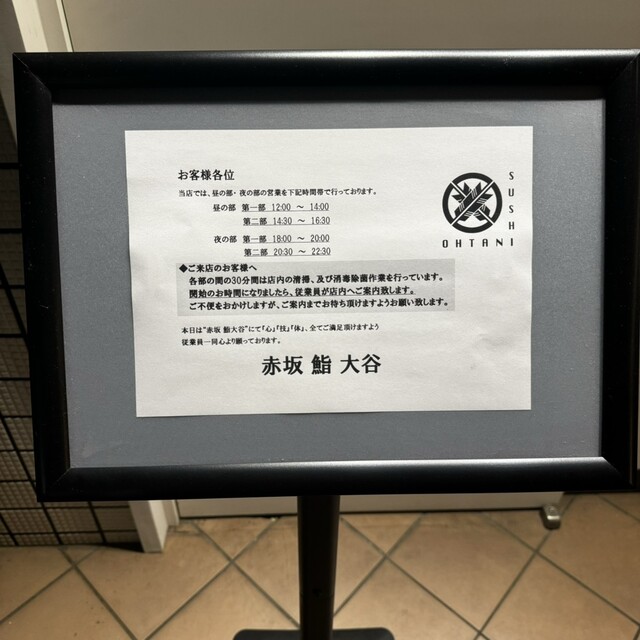 お客様各位
当店では、昼の部・夜の部の営業を下記時間帯で行っております。
昼の部 第一部 12:00 ～ 14:00
第二部 14:30 ～ 16:30
夜の部 第一部 18:00 ～ 20:00
第二部 20:30 ～ 22:30
◆ご来店のお客様へ
各部の間の30分間は店内の清掃、及び消毒除菌作業を行っています。
開始のお時間になりましたら、従業員が店内へご案内致します。
ご不便をおかけしますが、ご案内までお待ち頂けますようお願い致します。
本日は"赤坂 鮨大谷"にて「心」「技」「体」、全てご満足頂けますよう
従業員一同心より願っております。
赤坂 鮨 大谷
SUSHI
OHTANI